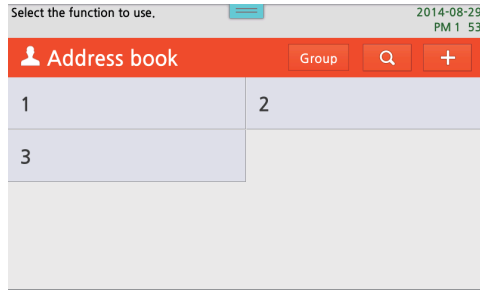 Select the function to use.
2014-08-29
PM 1 53
Address book
Group
+
1
2
3